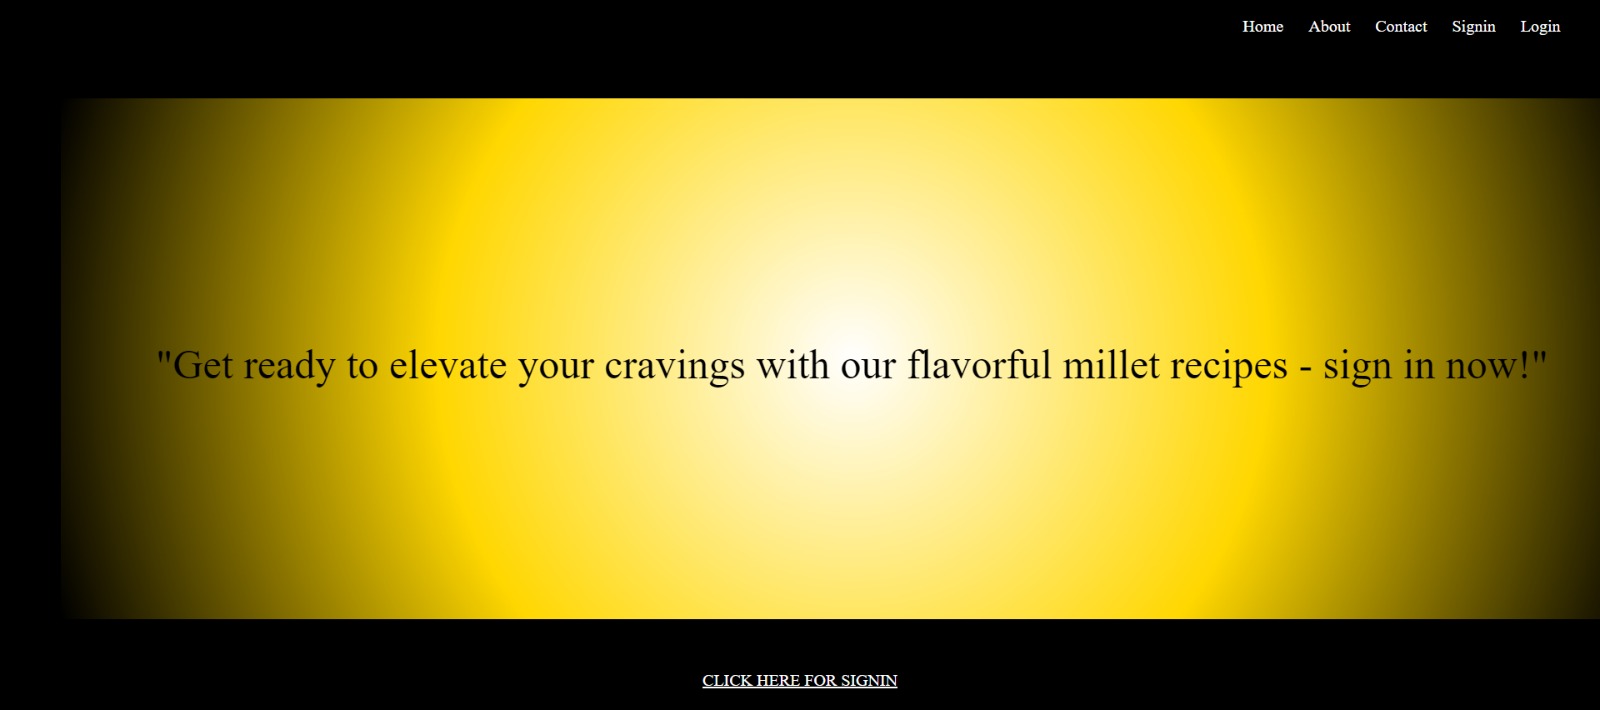 Home About Contact Signin Login
"Get ready to elevate your cravings with our flavorful millet recipes - sign in now!"
CLICK HERE FOR SIGNIN